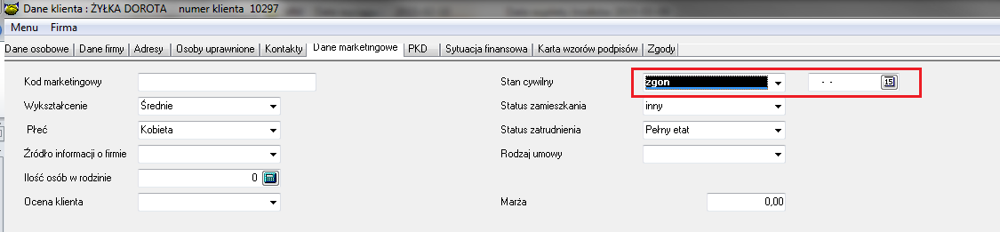 Dane klienta : ŻYŁKA DOROTA numer klienta 10297
Menu Firma
Dane osobowe Dane firmy Adresy Osoby uprawnione Kontakty Dane marketingowe PKD Sytuacja finansowa Karta wzorów podpisów Zgody
Kod marketingowy Stan cywilny zgon - - 15
Wykształcenie Średnie Status zamieszkania inny
Płeć Kobieta Status zatrudnienia Pełny etat
Źródło informacji o firmie Rodzaj umowy
Ilość osób w rodzinie 0
Ocena klienta Marża 0,00